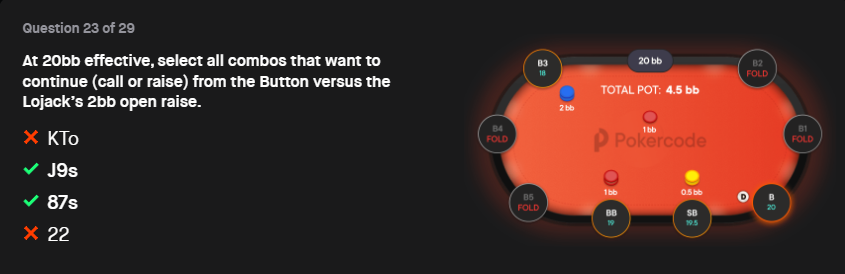 Question 23 of 29
At 20bb effective, select all combos that want to
continue (call or raise) from the Button versus the
Lojack's 2bb open raise.
KTo
J9s
87s
22
20 bb
B3
18
B2
FOLD
TOTAL POT: 4.5 bb
2 bb
1 bb
B4
FOLD
B1
FOLD
Pokercode
B5
FOLD
1 bb
0.5 bb
D
B
20
BB
19
SB
19.5